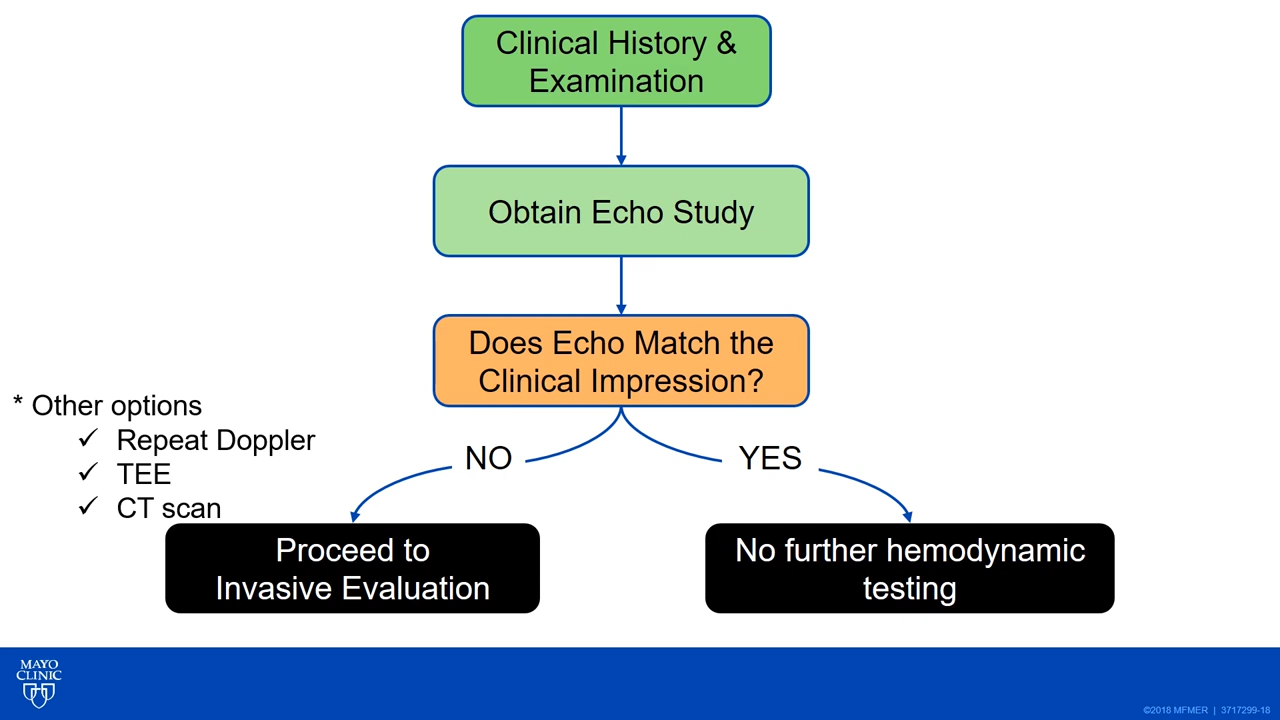 Clinical History &
Examination
Obtain Echo Study
Does Echo Match the
Clinical Impression?
* Other options
✓ Repeat Doppler
✓ TEE
✓ CT scan
NO
YES
Proceed to
Invasive Evaluation
No further hemodynamic
testing
MAYO
CLINIC
©2018 MFMER | 3717299-18